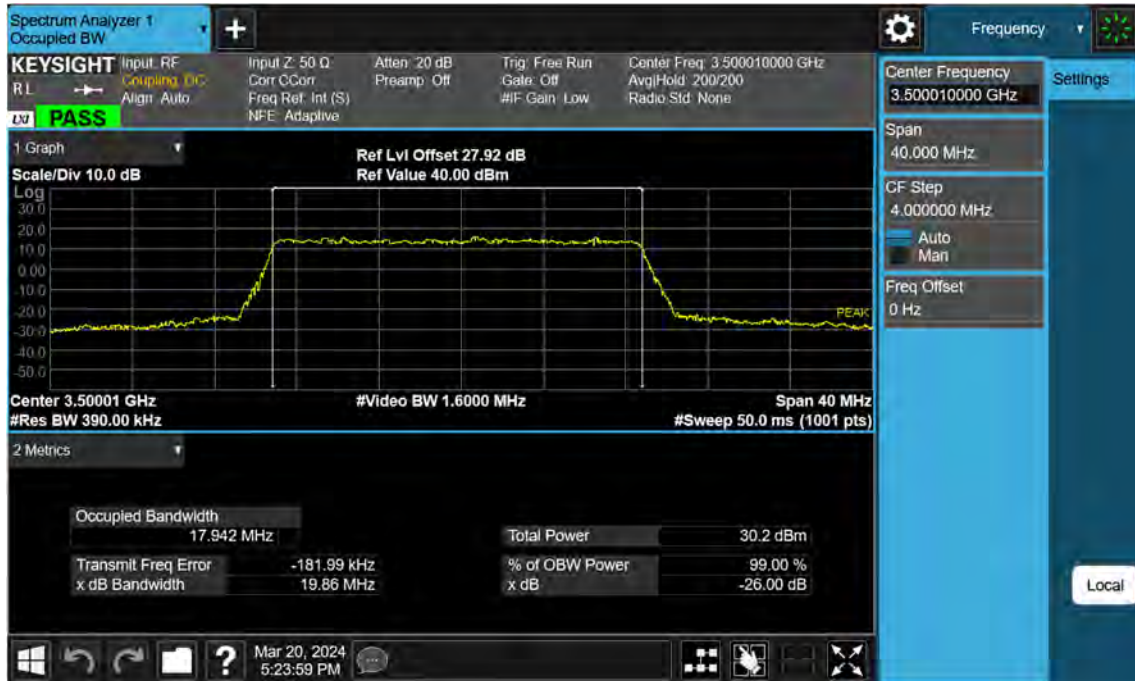 Spectrum Analyzer 1
Occupied BW
+
Frequency
KEYSIGHT
R L
LXI PASS
Input: RF
Coupling: DC
Align: Auto
Input Z: 50 Ω
Corr CCorr
Freq Ref: Int (S)
NFE: Adaptive
Atten: 20 dB
Preamp: Off
Trig: Free Run
Gate: Off
#IF Gain: Low
Center Freq: 3.500010000 GHz
Avg|Hold: 200/200
Radio Std: None
Center Frequency
3.500010000 GHz
Settings
Span
40.000 MHz
CF Step
4.000000 MHz
Auto
Man
Freq Offset
0 Hz
1 Graph
Scale/Div 10.0 dB
Ref Lvl Offset 27.92 dB
Ref Value 40.00 dBm
Log
30.0
20.0
10.0
0.00
-10.0
-20.0
-30.0
-40.0
-50.0
PEAK
Center 3.50001 GHz
#Video BW 1.6000 MHz
Span 40 MHz
#Res BW 390.00 kHz
#Sweep 50.0 ms (1001 pts)
2 Metrics
Occupied Bandwidth
17.942 MHz
Total Power 30.2 dBm
Transmit Freq Error -181.99 kHz
% of OBW Power 99.00 %
x dB Bandwidth 19.86 MHz
x dB -26.00 dB
Local
?
Mar 20, 2024
5:23:59 PM